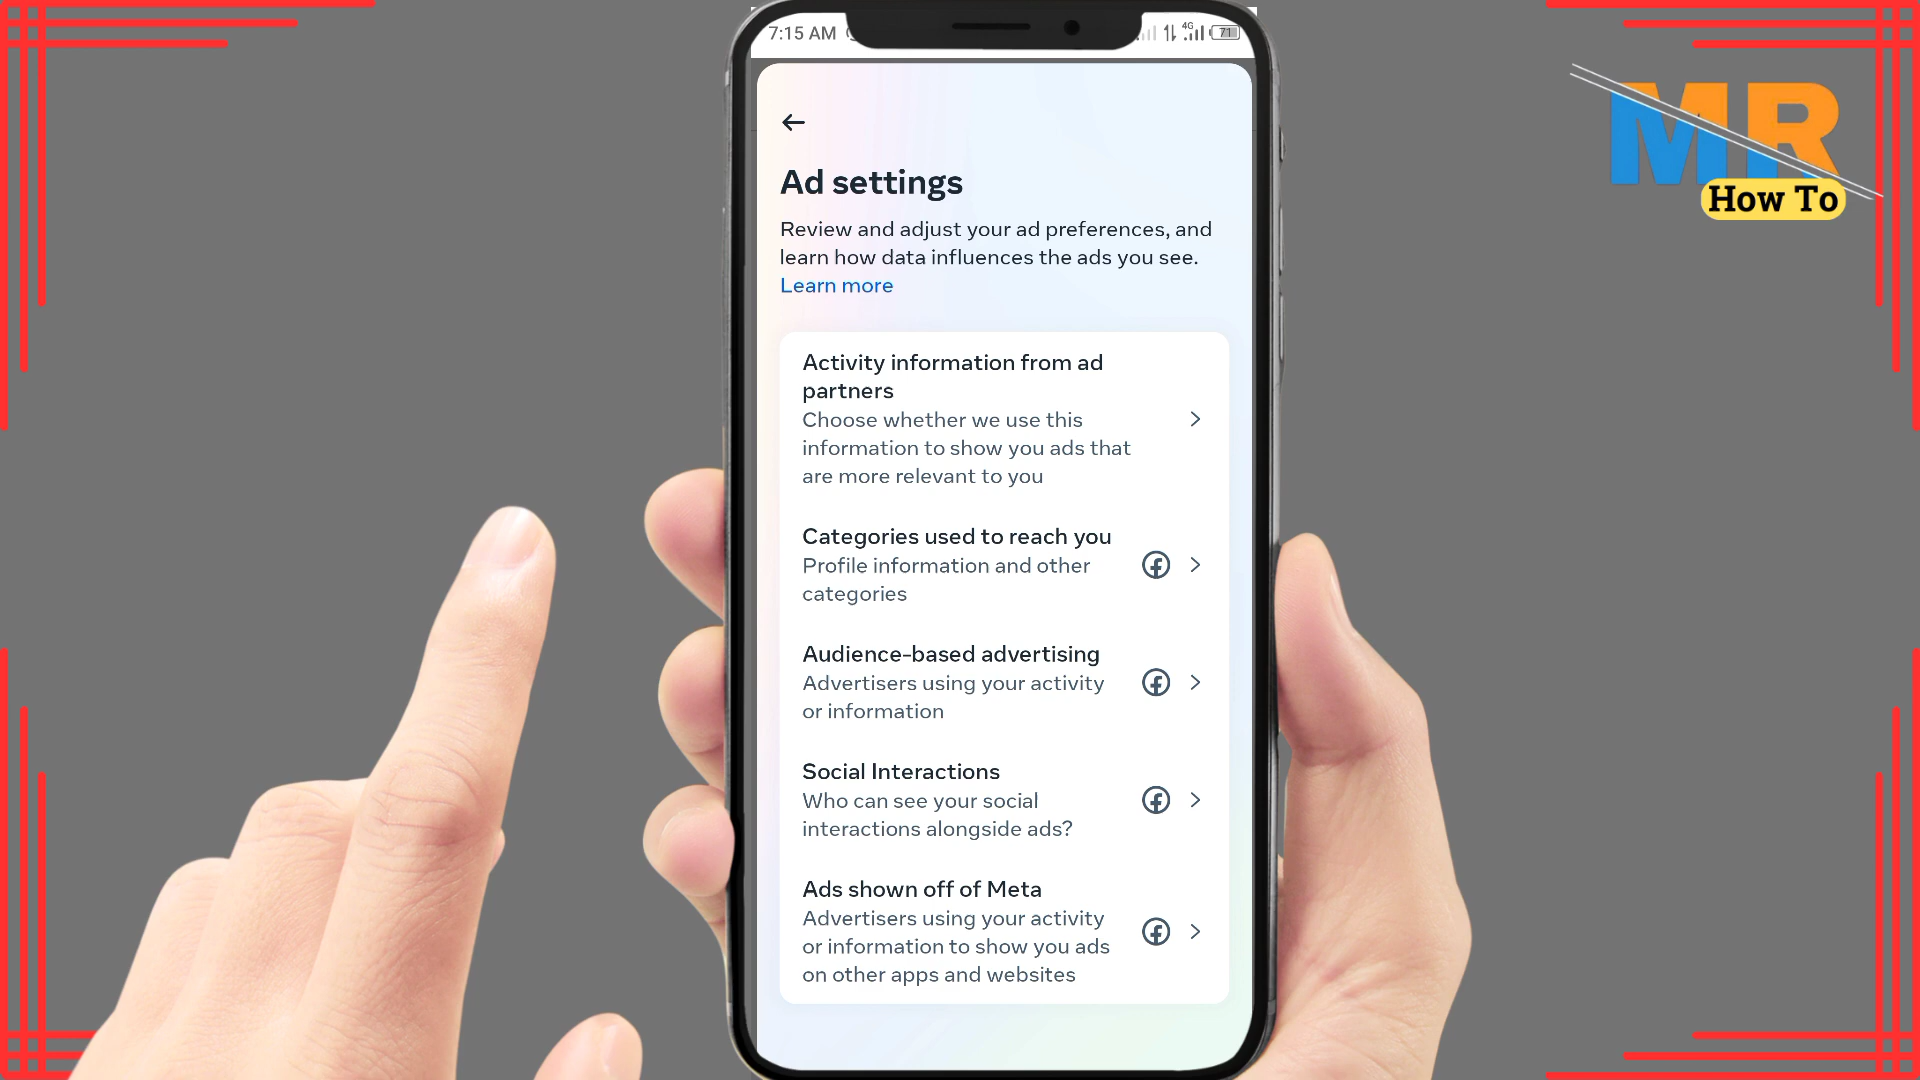 7:15 AM
4G
71
MR
How To
Ad settings
Review and adjust your ad preferences, and
learn how data influences the ads you see.
Learn more
Activity information from ad
partners
Choose whether we use this
information to show you ads that
are more relevant to you
Categories used to reach you
Profile information and other
categories
Audience-based advertising
Advertisers using your activity
or information
Social Interactions
Who can see your social
interactions alongside ads?
Ads shown off of Meta
Advertisers using your activity
or information to show you ads
on other apps and websites